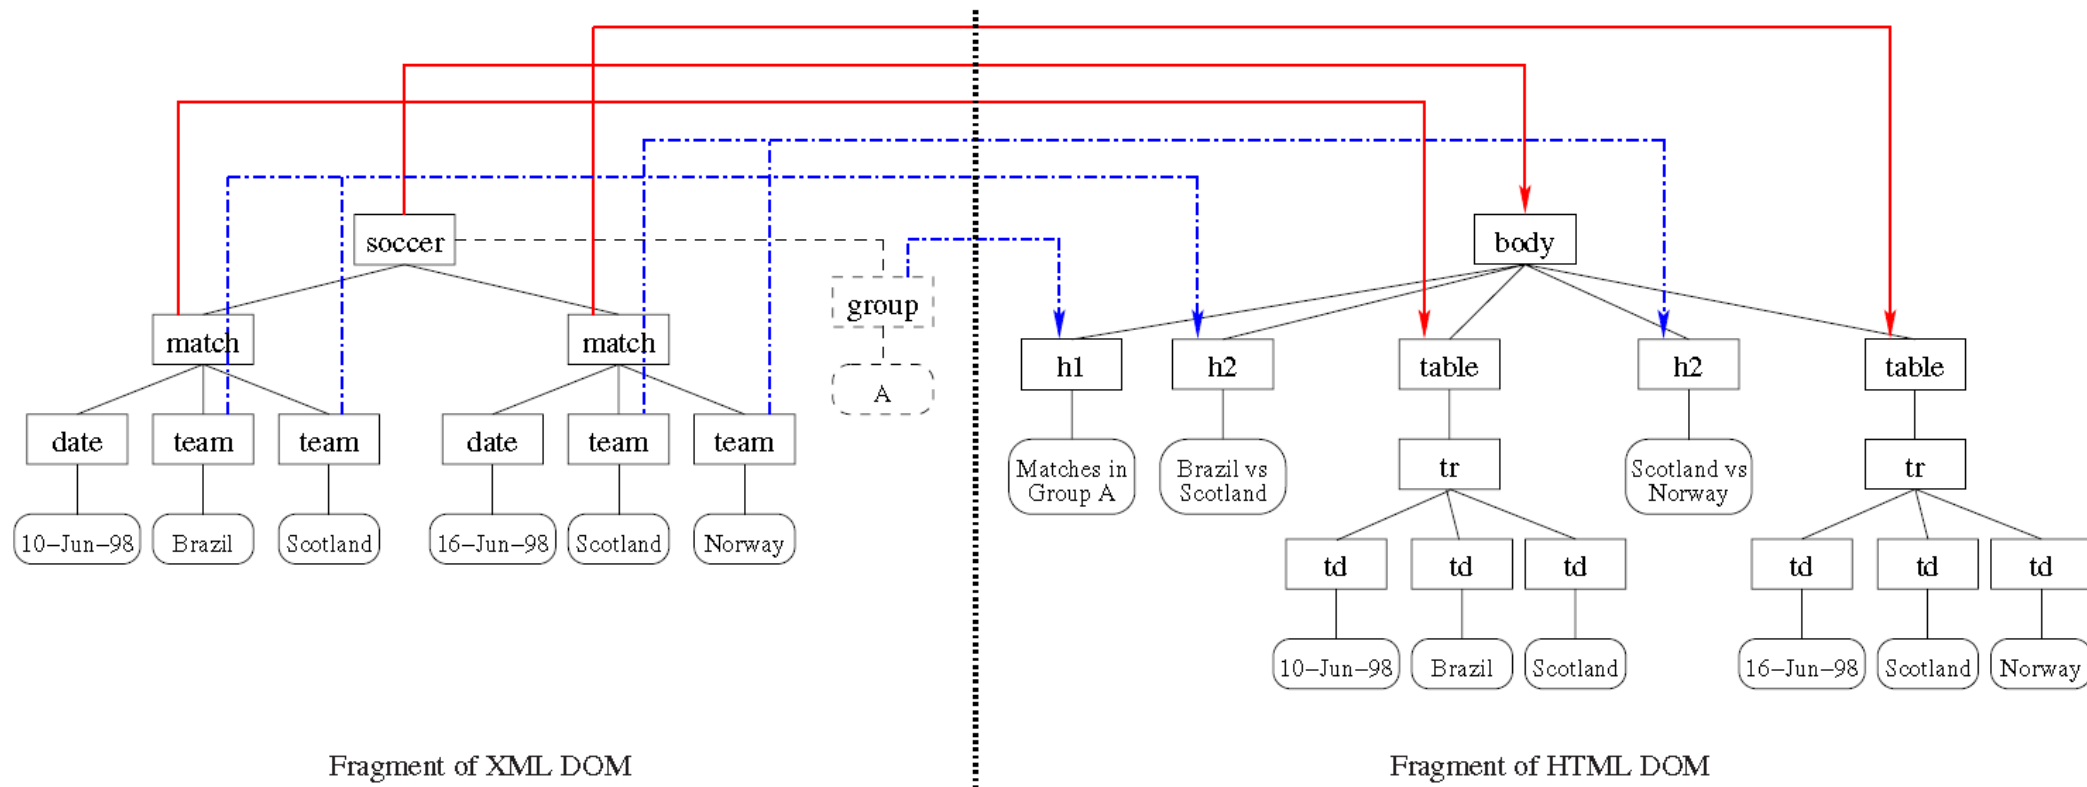 soccer
group
A
match
match
date
team
team
date
team
team
10–Jun–98
Brazil
Scotland
16–Jun–98
Scotland
Norway
Fragment of XML DOM
body
h1
h2
table
h2
table
Matches in
Group A
Brazil vs
Scotland
tr
Scotland vs
Norway
tr
td
td
td
td
td
td
10–Jun–98
Brazil
Scotland
16–Jun–98
Scotland
Norway
Fragment of HTML DOM